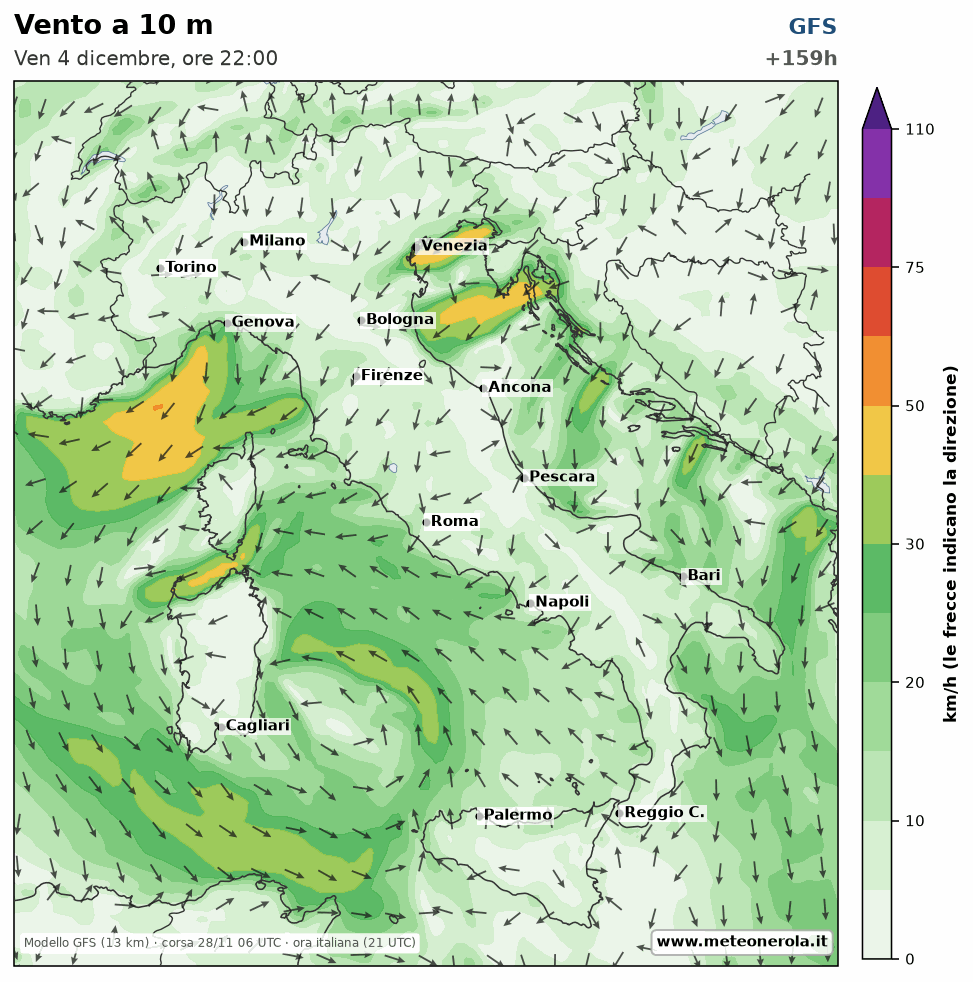 Vento a 10 m
GFS
Ven 4 dicembre, ore 22:00
+159h
110
75
50
30
20
10
0
km/h (le frecce indicano la direzione)
Venezia
Milano
Torino
Genova
Bologna
Firenze
Ancona
Pescara
Roma
Bari
Napoli
Cagliari
Palermo
Reggio C.
Modello GFS (13 km) · corsa 28/11 06 UTC · ora italiana (21 UTC)
www.meteonerola.it